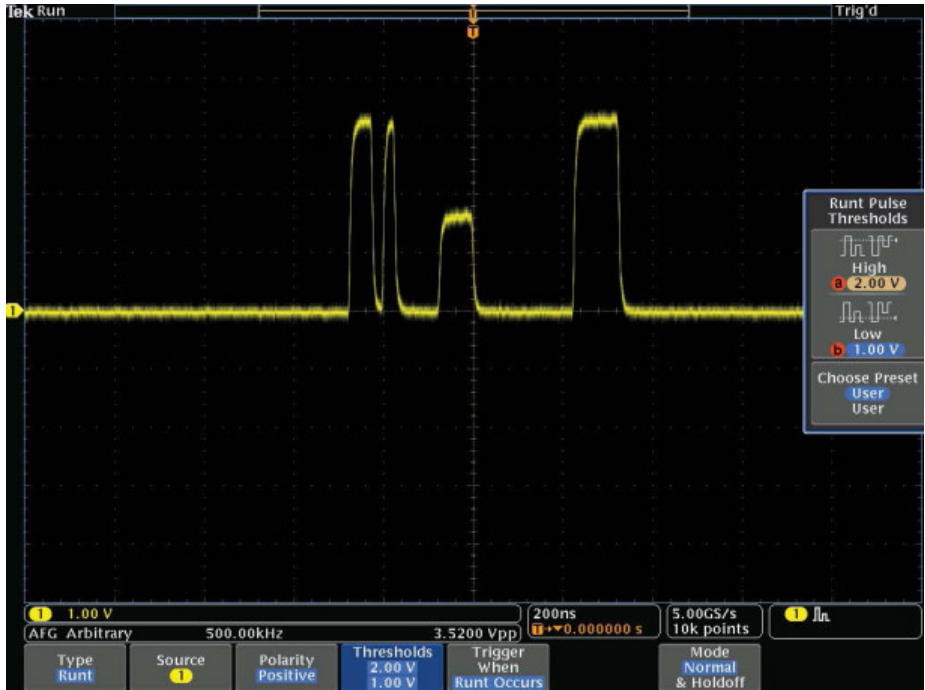 Tek Run
Trig'd
T
T
Runt Pulse
Thresholds
High
a 2.00 V
Low
b 1.00 V
Choose Preset
User
User
1
1 1.00 V
200ns
T→▼0.000000 s
5.00GS/s
10k points
1
AFG Arbitrary 500.00kHz 3.5200 Vpp
Type
Runt
Source
1
Polarity
Positive
Thresholds
2.00 V
1.00 V
Trigger
When
Runt Occurs
Mode
Normal
& Holdoff